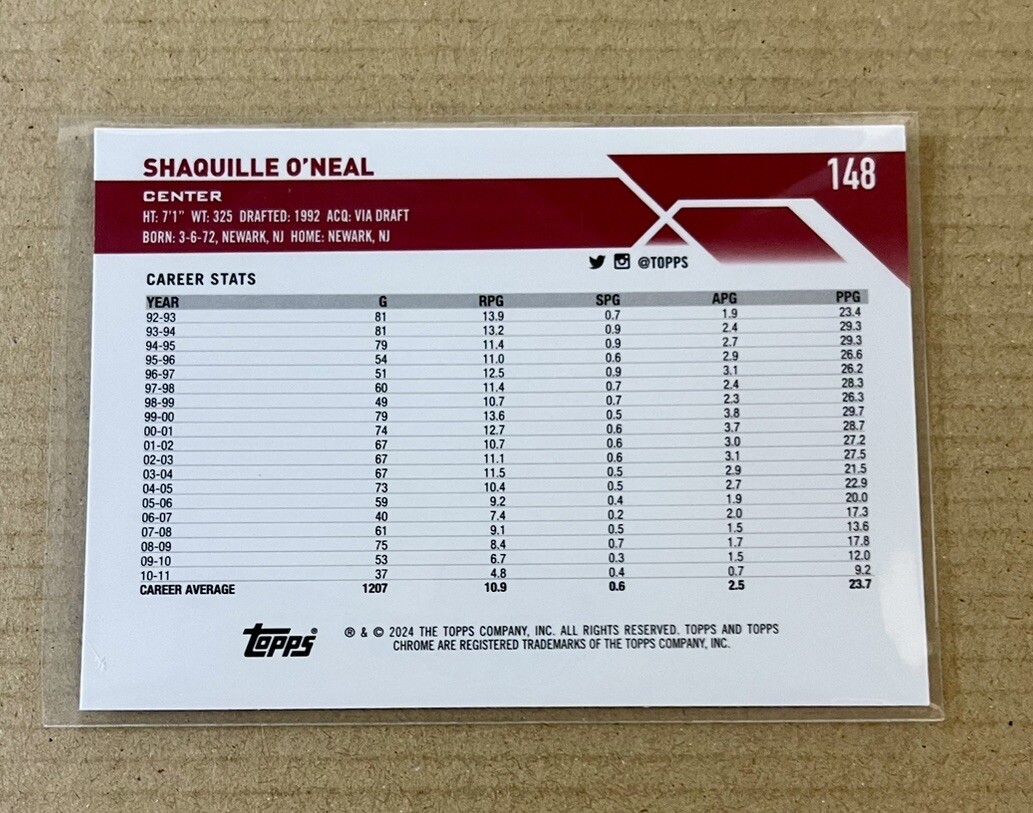 SHAQUILLE O'NEAL
148
CENTER
HT: 7'1" WT: 325 DRAFTED: 1992 ACQ: VIA DRAFT
BORN: 3-6-72, NEWARK, NJ HOME: NEWARK, NJ
@TOPPS
CAREER STATS
YEAR G RPG SPG APG PPG
92-93 81 13.9 0.7 1.9 23.4
93-94 81 13.2 0.9 2.4 29.3
94-95 79 11.4 0.9 2.7 29.3
95-96 54 11.0 0.6 2.9 26.6
96-97 51 12.5 0.9 3.1 26.2
97-98 60 11.4 0.7 2.4 28.3
98-99 49 10.7 0.7 2.3 26.3
99-00 79 13.6 0.5 3.8 29.7
00-01 74 12.7 0.6 3.7 28.7
01-02 67 10.7 0.6 3.0 27.2
02-03 67 11.1 0.6 3.1 27.5
03-04 67 11.5 0.5 2.9 21.5
04-05 73 10.4 0.5 2.7 22.9
05-06 59 9.2 0.4 1.9 20.0
06-07 40 7.4 0.2 2.0 17.3
07-08 61 9.1 0.5 1.5 13.6
08-09 75 8.4 0.7 1.7 17.8
09-10 53 6.7 0.3 1.5 12.0
10-11 37 4.8 0.4 0.7 9.2
CAREER AVERAGE 1207 10.9 0.6 2.5 23.7
Topps® ® & © 2024 THE TOPPS COMPANY, INC. ALL RIGHTS RESERVED. TOPPS AND TOPPS
CHROME ARE REGISTERED TRADEMARKS OF THE TOPPS COMPANY, INC.